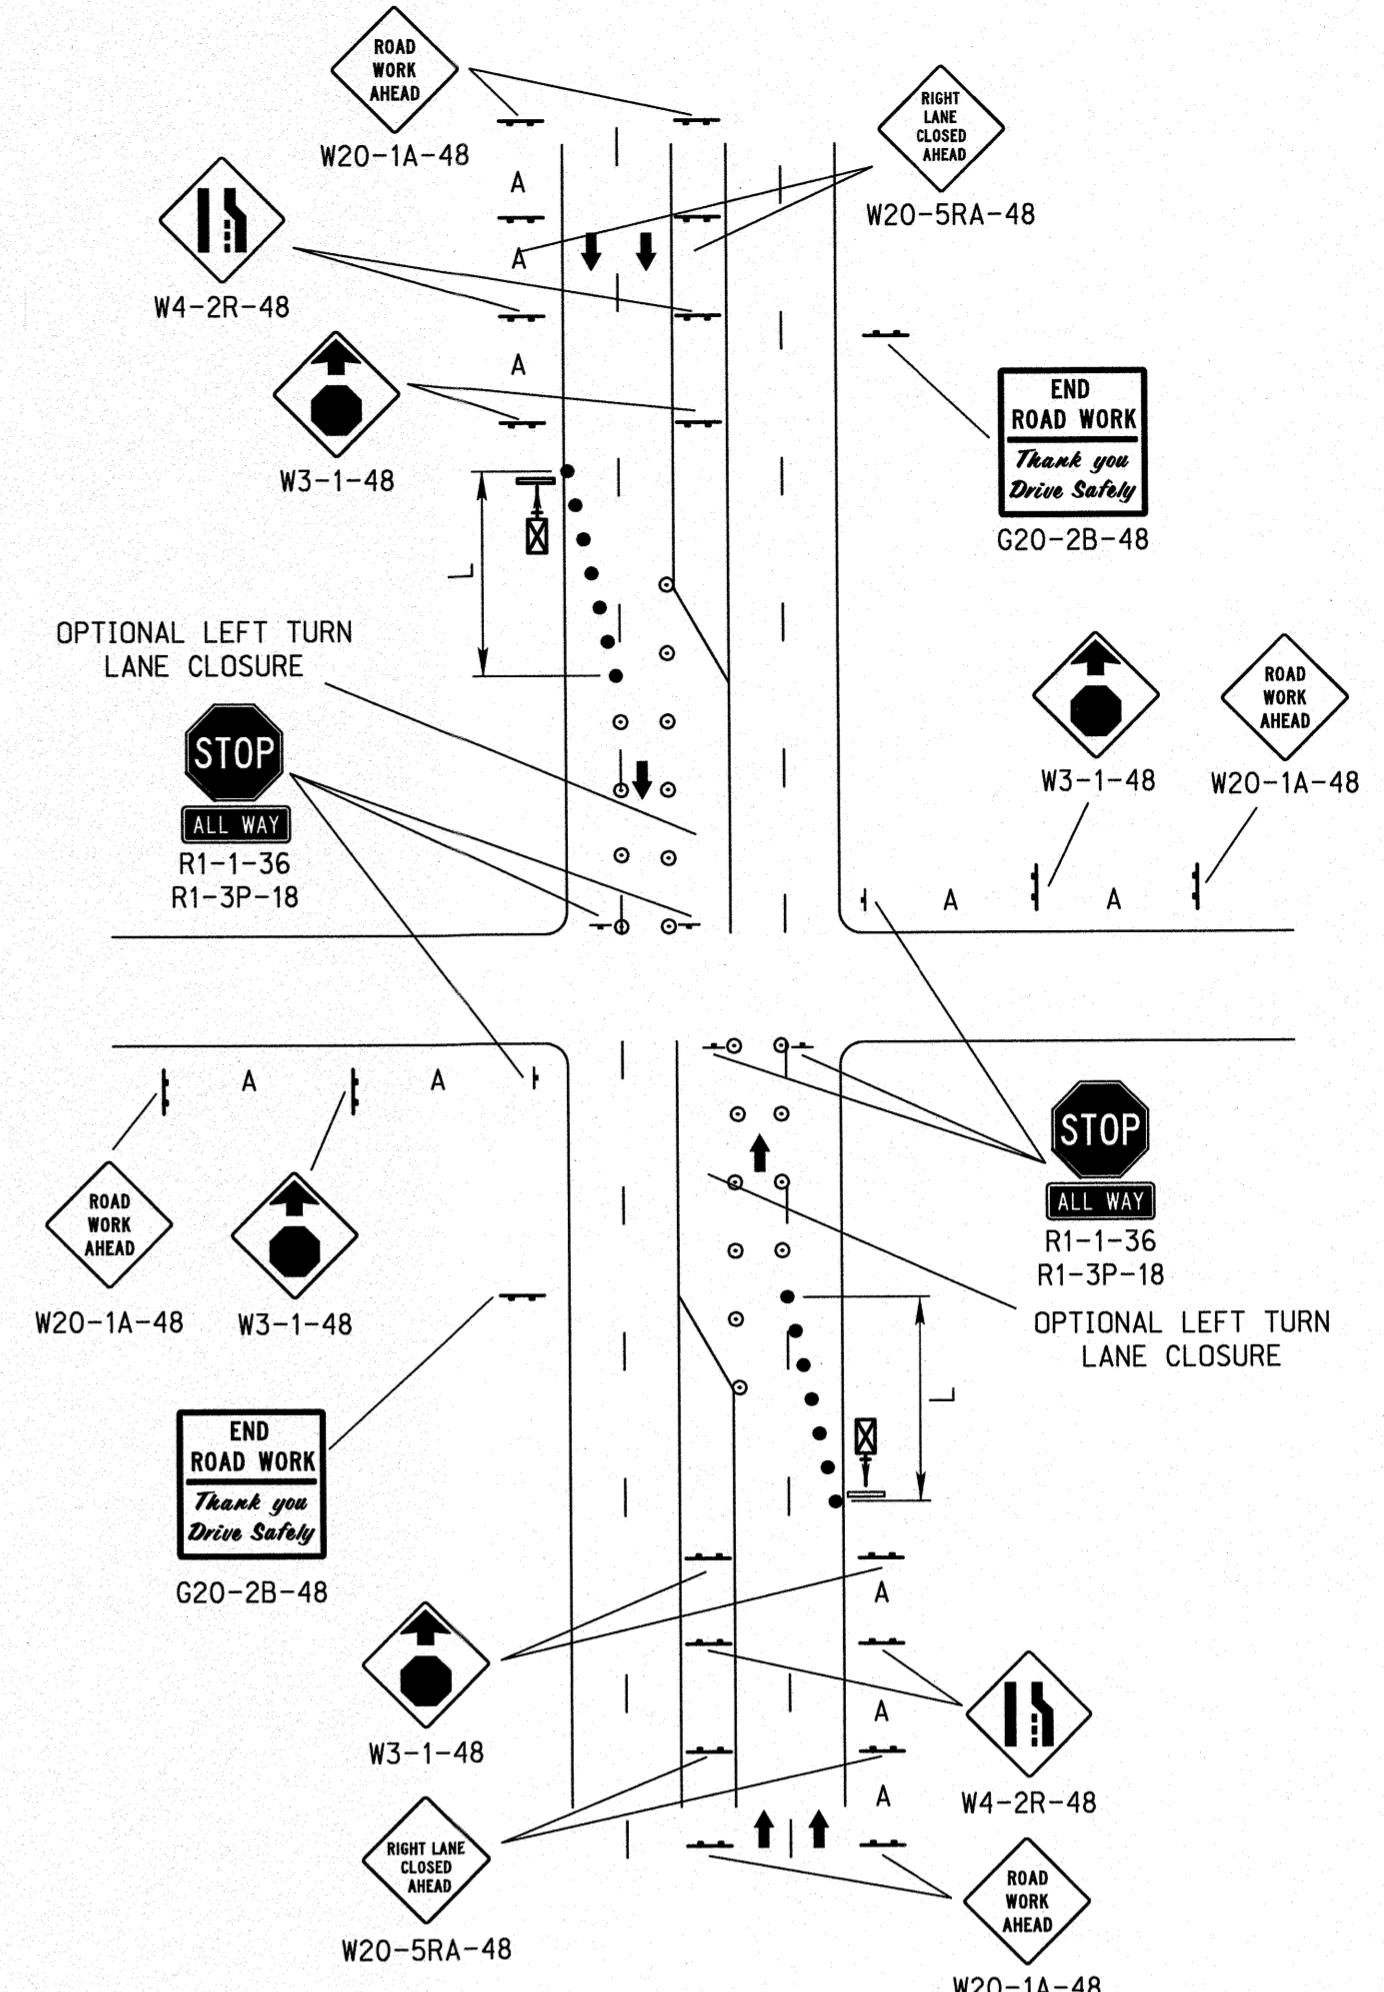 ROAD
WORK
AHEAD
W20-1A-48
RIGHT
LANE
CLOSED
AHEAD
W20-5RA-48
A
W4-2R-48
A
A
W3-1-48
END
ROAD WORK
Thank you
Drive Safely
G20-2B-48
L
OPTIONAL LEFT TURN
LANE CLOSURE
STOP
ALL WAY
R1-1-36
R1-3P-18
W3-1-48
ROAD
WORK
AHEAD
W20-1A-48
A
A
A
A
ROAD
WORK
AHEAD
W20-1A-48
W3-1-48
STOP
ALL WAY
R1-1-36
R1-3P-18
OPTIONAL LEFT TURN
LANE CLOSURE
L
END
ROAD WORK
Thank you
Drive Safely
G20-2B-48
A
W3-1-48
A
W4-2R-48
A
RIGHT LANE
CLOSED
AHEAD
W20-5RA-48
ROAD
WORK
AHEAD
W20-1A-48